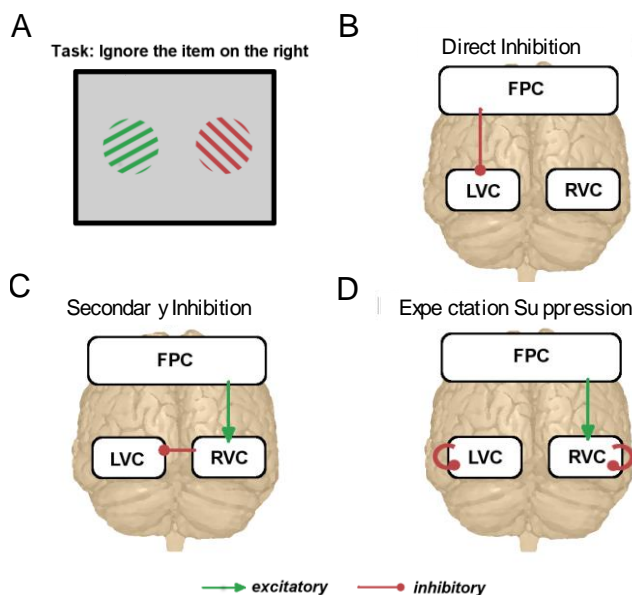 A
Task: Ignore the item on the right
B
Direct Inhibition
FPC
LVC
RVC
C
Secondar y Inhibition
FPC
LVC
RVC
D
Expe ctation Su ppression
FPC
LVC
RVC
excitatory
inhibitory